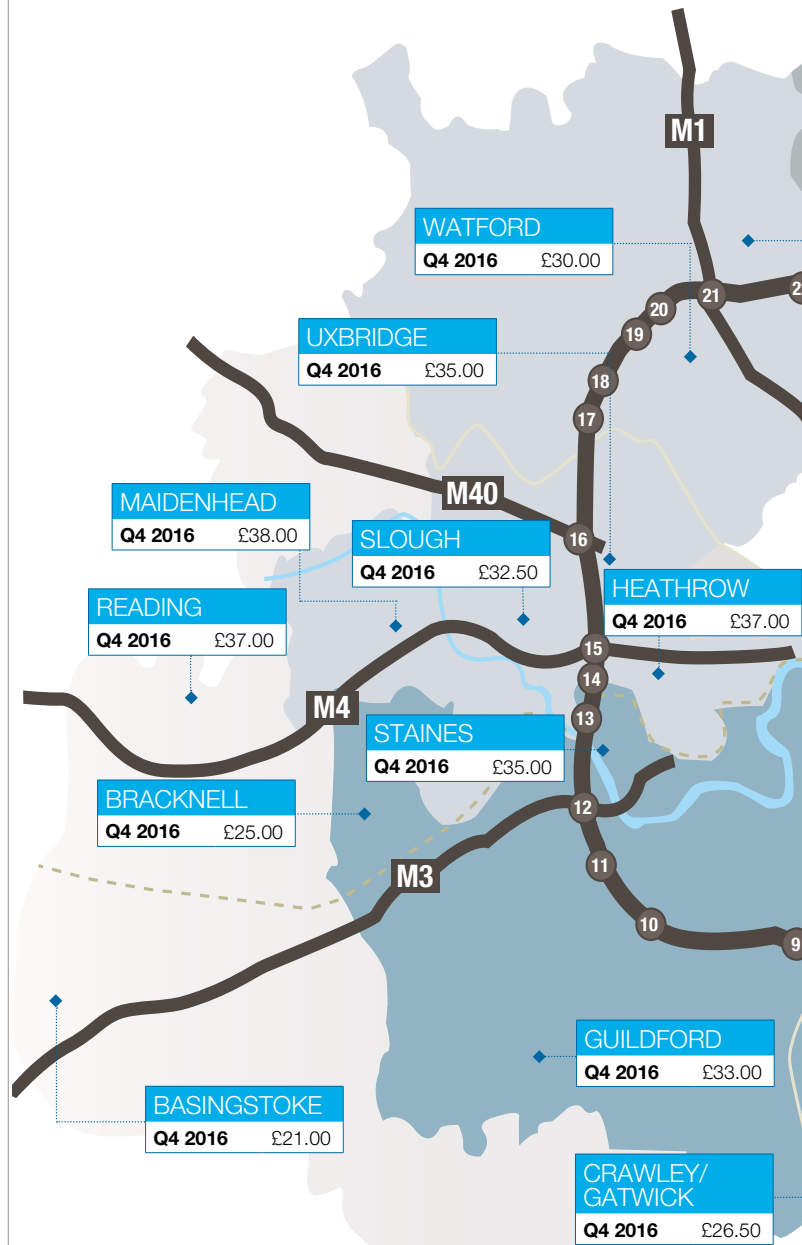 M1
WATFORD
Q4 2016 £30.00
21
20
19
UXBRIDGE
Q4 2016 £35.00
18
17
M40
MAIDENHEAD
Q4 2016 £38.00
SLOUGH
Q4 2016 £32.50
16
HEATHROW
Q4 2016 £37.00
READING
Q4 2016 £37.00
15
14
M4
13
STAINES
Q4 2016 £35.00
BRACKNELL
Q4 2016 £25.00
12
M3
11
10
9
GUILDFORD
Q4 2016 £33.00
BASINGSTOKE
Q4 2016 £21.00
CRAWLEY/
GATWICK
Q4 2016 £26.50